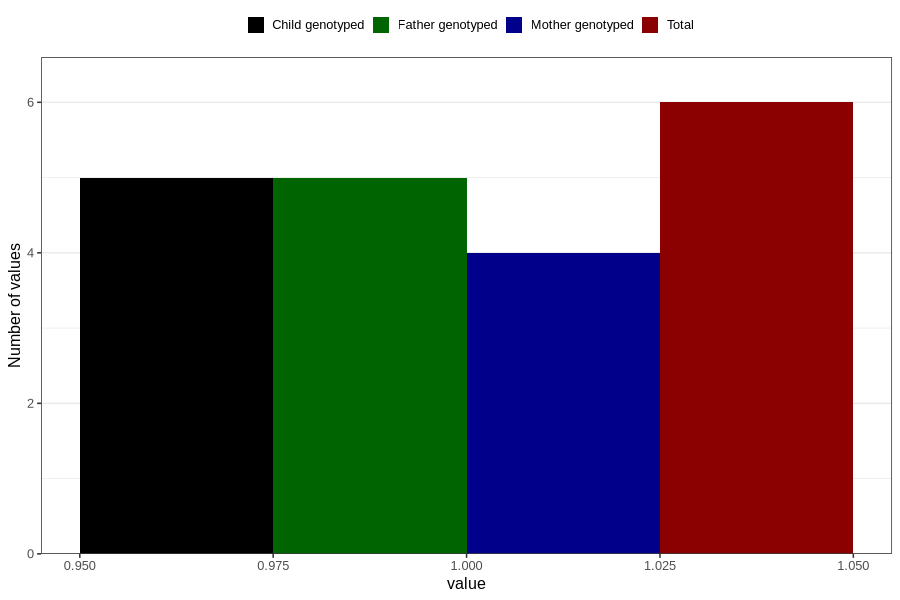 Child genotyped Father genotyped Mother genotyped Total
Number of values
6
4
2
0
0.950 0.975 1.000 1.025 1.050
value